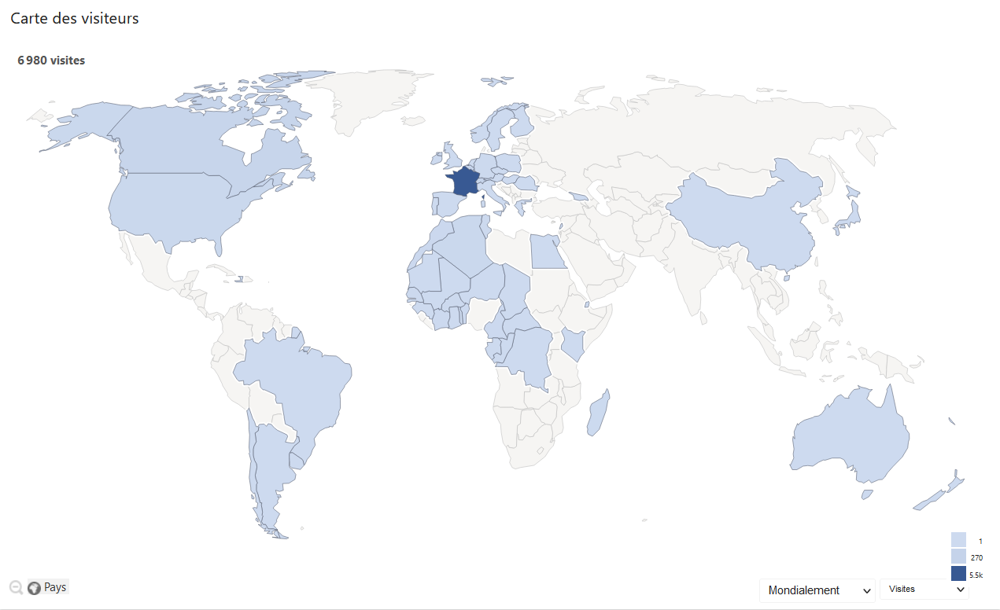 Carte des visiteurs
6 980 visites
1
270
5.5k
Pays
Mondialement
Visites